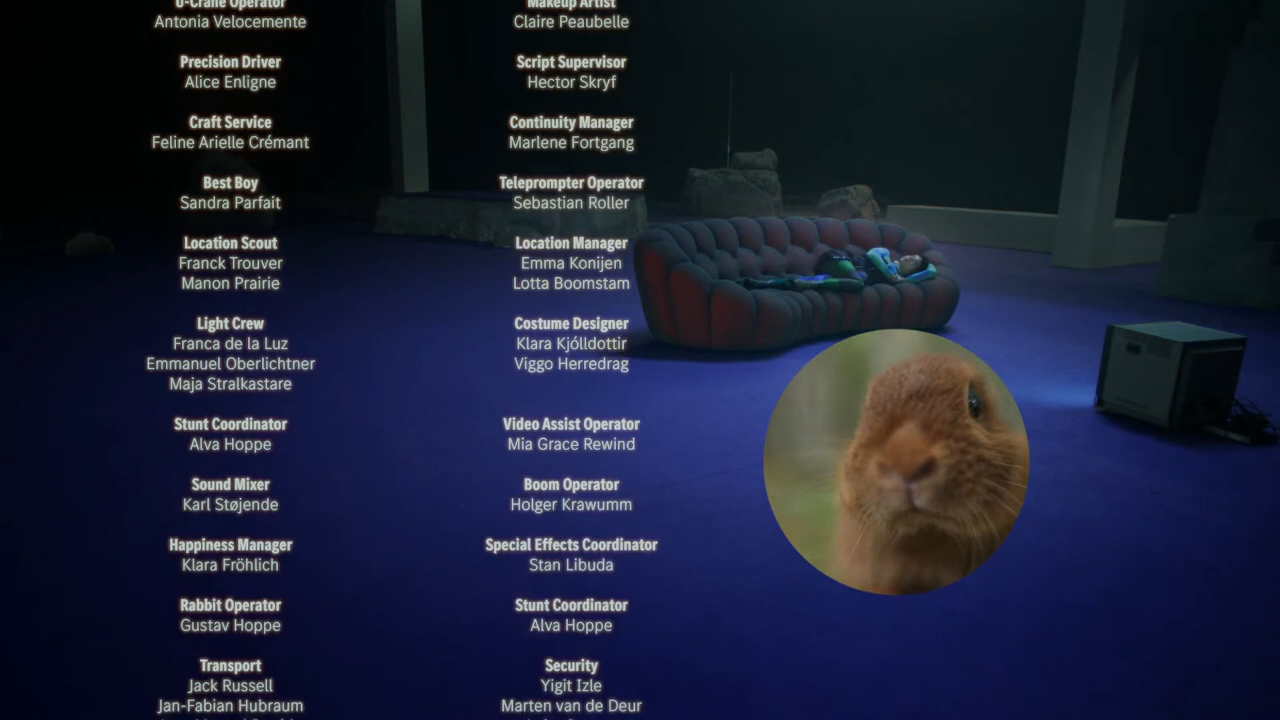 U-Crane Operator
Antonia Velocemente
Precision Driver
Alice Enligne
Craft Service
Feline Arielle Crémant
Best Boy
Sandra Parfait
Location Scout
Franck Trouver
Manon Prairie
Light Crew
Franca de la Luz
Emmanuel Oberlichtner
Maja Stralkastare
Stunt Coordinator
Alva Hoppe
Sound Mixer
Karl Støjende
Happiness Manager
Klara Fröhlich
Rabbit Operator
Gustav Hoppe
Transport
Jack Russell
Jan-Fabian Hubraum
Makeup Artist
Claire Peaubelle
Script Supervisor
Hector Skryf
Continuity Manager
Marlene Fortgang
Teleprompter Operator
Sebastian Roller
Location Manager
Emma Konijen
Lotta Boomstam
Costume Designer
Klara Kjólldottir
Viggo Herredrag
Video Assist Operator
Mia Grace Rewind
Boom Operator
Holger Krawumm
Special Effects Coordinator
Stan Libuda
Stunt Coordinator
Alva Hoppe
Security
Yigit Izle
Marten van de Deur